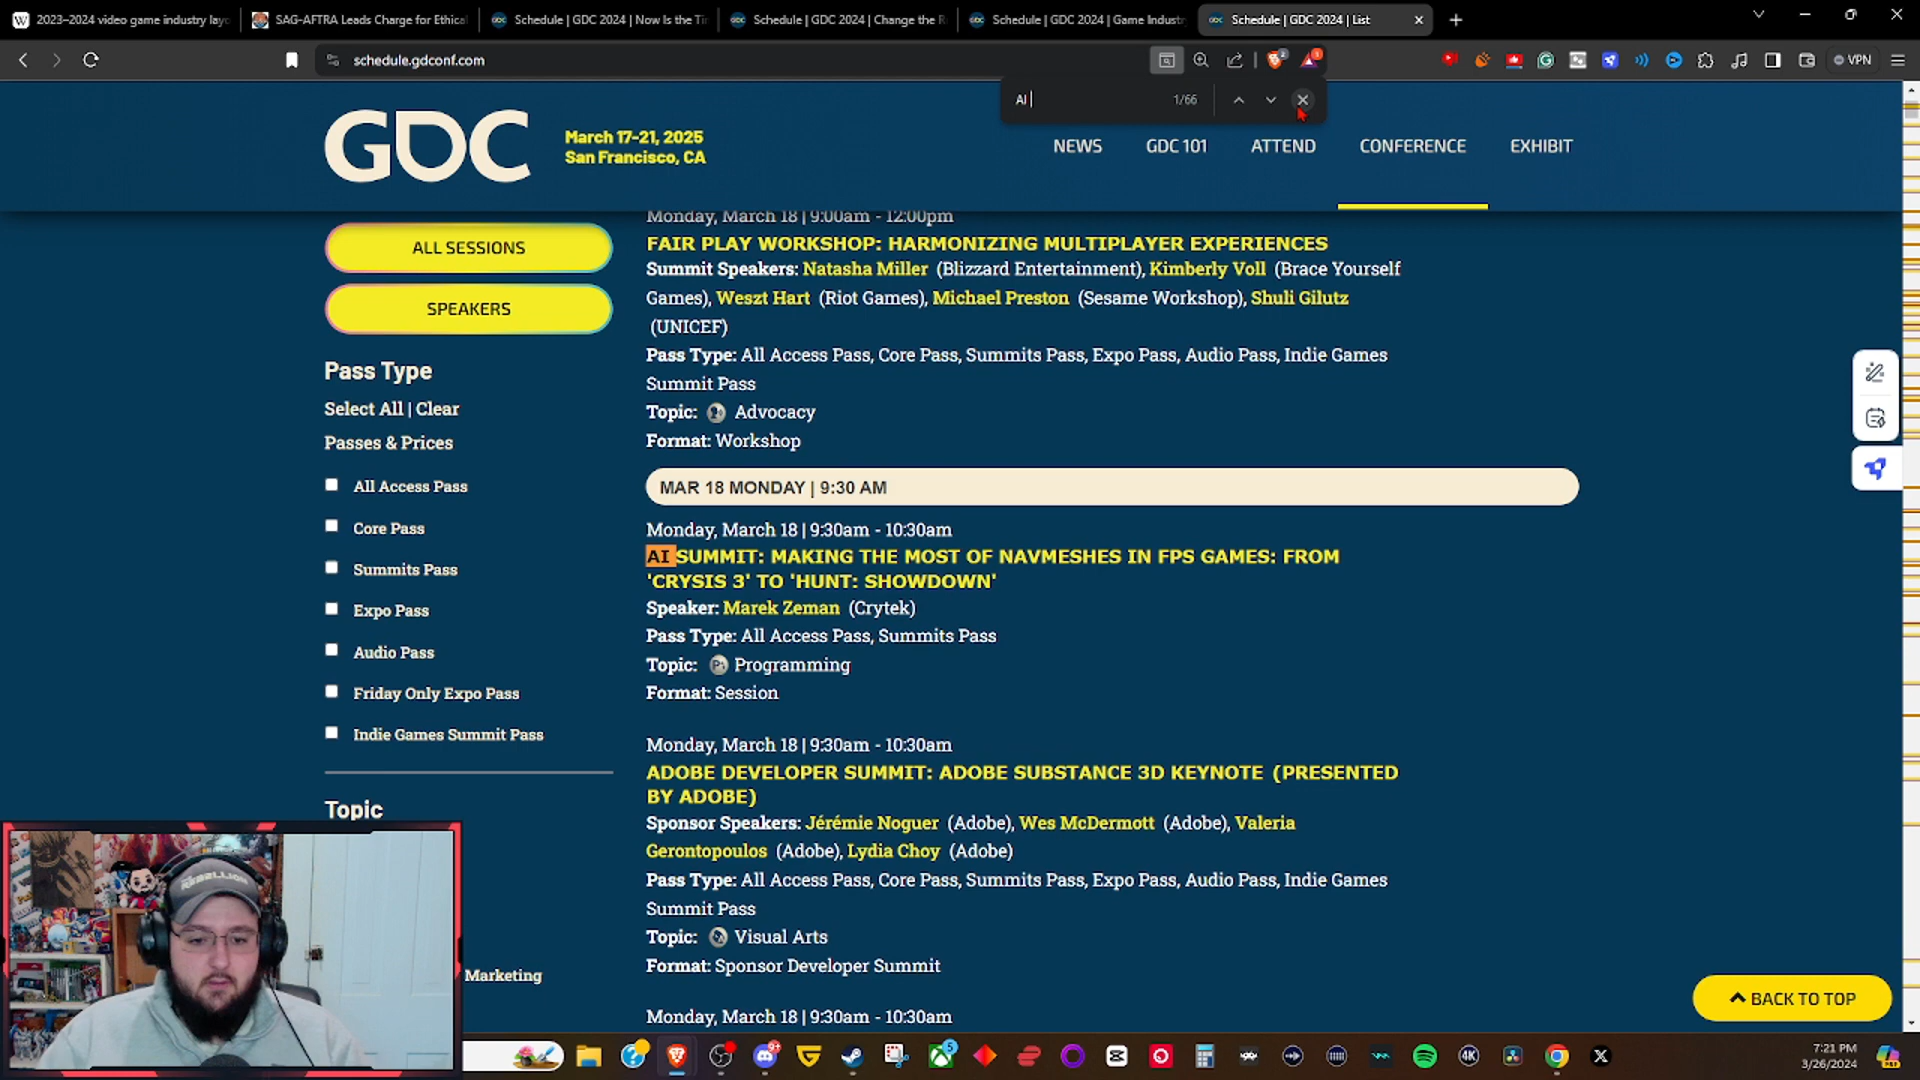 2023–2024 video game industry layo
SAG-AFTRA Leads Charge for Ethical
Schedule | GDC 2024 | Now Is the Ti
Schedule | GDC 2024 | Change the R
Schedule | GDC 2024 | Game Industr
Schedule | GDC 2024 | List
schedule.gdconf.com
VPN
AI
1/66
GDC
March 17-21, 2025
San Francisco, CA
NEWS
GDC 101
ATTEND
CONFERENCE
EXHIBIT
ALL SESSIONS
SPEAKERS
Pass Type
Select All | Clear
Passes & Prices
All Access Pass
Core Pass
Summits Pass
Expo Pass
Audio Pass
Friday Only Expo Pass
Indie Games Summit Pass
Topic
Marketing
Monday, March 18 | 9:00am - 12:00pm
FAIR PLAY WORKSHOP: HARMONIZING MULTIPLAYER EXPERIENCES
Summit Speakers: Natasha Miller (Blizzard Entertainment), Kimberly Voll (Brace Yourself
Games), Weszt Hart (Riot Games), Michael Preston (Sesame Workshop), Shuli Gilutz
(UNICEF)
Pass Type: All Access Pass, Core Pass, Summits Pass, Expo Pass, Audio Pass, Indie Games
Summit Pass
Topic: Advocacy
Format: Workshop
MAR 18 MONDAY | 9:30 AM
Monday, March 18 | 9:30am - 10:30am
AI SUMMIT: MAKING THE MOST OF NAVMESHES IN FPS GAMES: FROM
'CRYSIS 3' TO 'HUNT: SHOWDOWN'
Speaker: Marek Zeman (Crytek)
Pass Type: All Access Pass, Summits Pass
Topic: Programming
Format: Session
Monday, March 18 | 9:30am - 10:30am
ADOBE DEVELOPER SUMMIT: ADOBE SUBSTANCE 3D KEYNOTE (PRESENTED
BY ADOBE)
Sponsor Speakers: Jérémie Noguer (Adobe), Wes McDermott (Adobe), Valeria
Gerontopoulos (Adobe), Lydia Choy (Adobe)
Pass Type: All Access Pass, Core Pass, Summits Pass, Expo Pass, Audio Pass, Indie Games
Summit Pass
Topic: Visual Arts
Format: Sponsor Developer Summit
Monday, March 18 | 9:30am - 10:30am
BACK TO TOP
REBELLION
4K
7:21 PM
3/26/2024